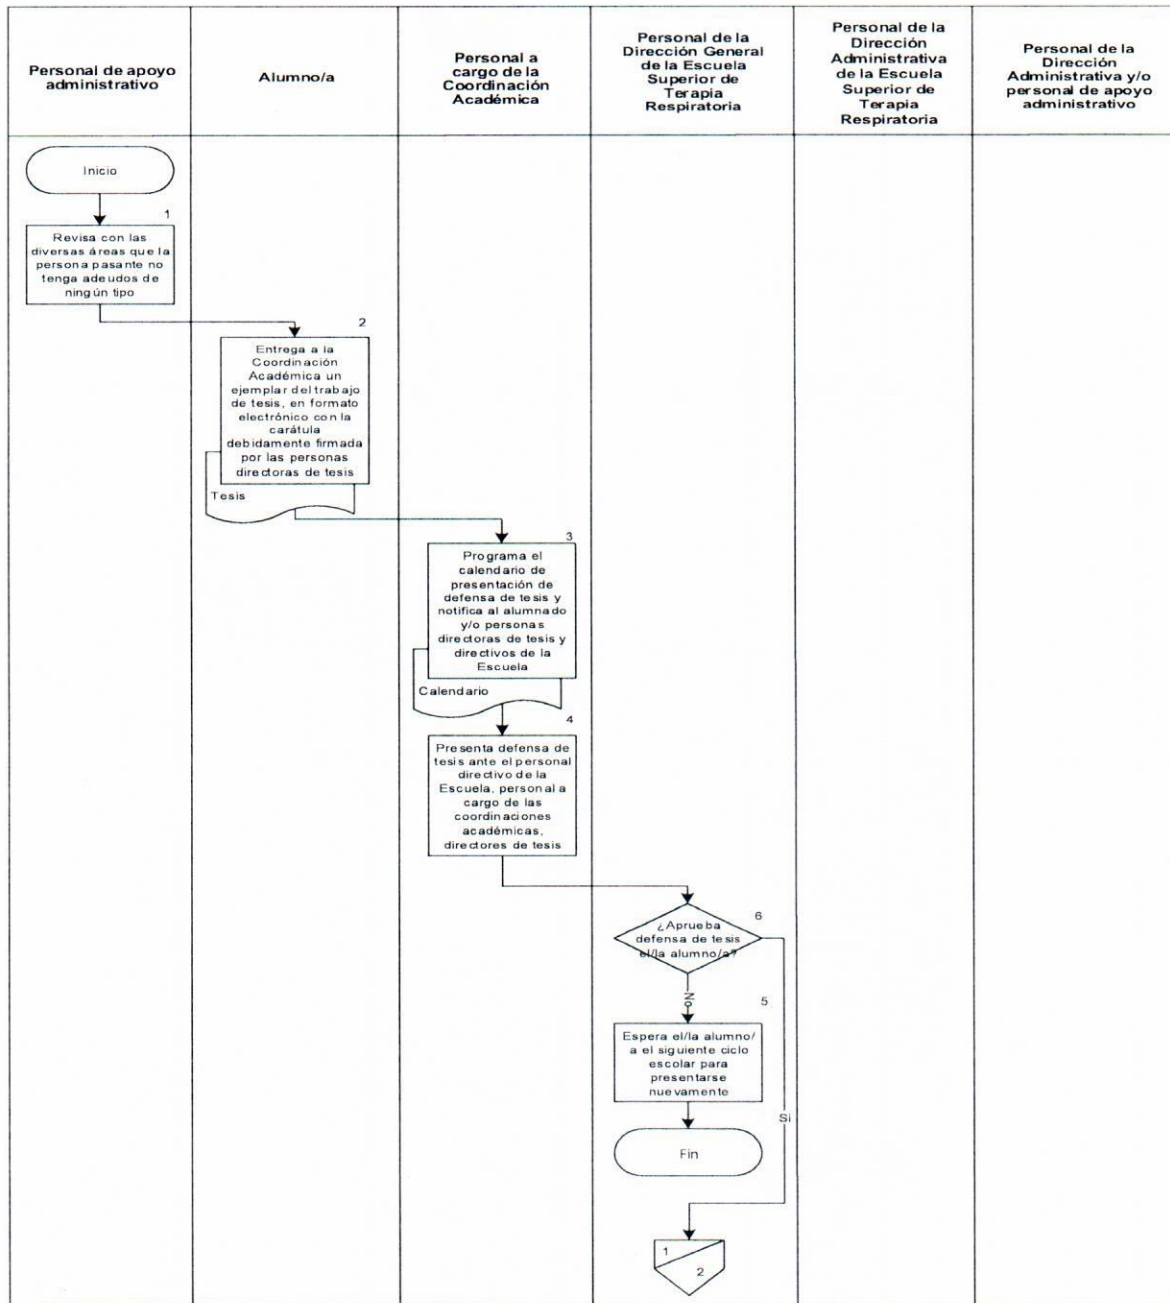 Personal de apoyo
administrativo
Alumno/a
Personal a
cargo de la
Coordinación
Académica
Personal de la
Dirección General
de la Escuela
Superior de
Terapia
Respiratoria
Personal de la
Dirección
Administrativa
de la Escuela
Superior de
Terapia
Respiratoria
Personal de la
Dirección
Administrativa y/o
personal de apoyo
administrativo
Inicio
1
Revisa con las
diversas áreas que la
persona pasante no
tenga adeudos de
ningún tipo
2
Entrega a la
Coordinación
Académica un
ejemplar del trabajo
de tesis, en formato
electrónico con la
carátula
debidamente firmada
por las personas
directoras de tesis
Tesis
3
Programa el
calendario de
presentación de
defensa de tesis y
notifica al alumnado
y/o personas
directoras de tesis y
directivos de la
Escuela
Calendario
4
Presenta defensa de
tesis ante el personal
directivo de la
Escuela, personal a
cargo de las
coordinaciones
académicas,
directores de tesis
6
¿Aprueba
defensa de tesis
el/la alumno/a?
No
5
Espera el/la alumno/
a el siguiente ciclo
escolar para
presentarse
nuevamente
Sí
Fin
1
2